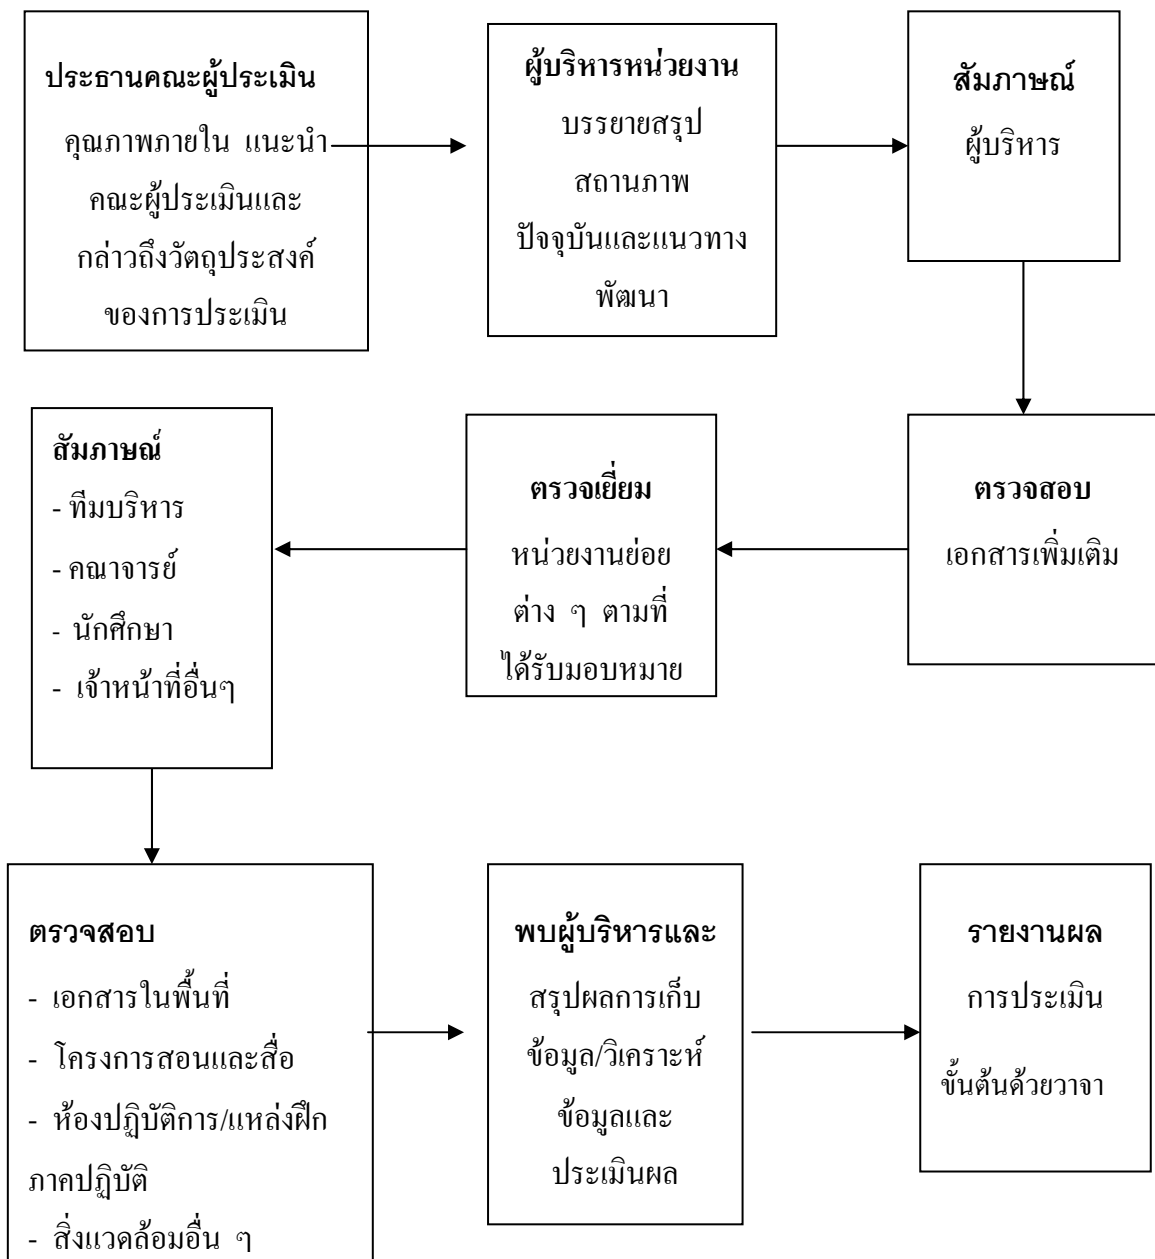 ประธานคณะผู้ประเมิน
คุณภาพภายใน แนะนำ
คณะผู้ประเมินและ
กล่าวถึงวัตถุประสงค์
ของการประเมิน
ผู้บริหารหน่วยงาน
บรรยายสรุป
สถานภาพ
ปัจจุบันและแนวทาง
พัฒนา
สัมภาษณ์
ผู้บริหาร
ตรวจสอบ
เอกสารเพิ่มเติม
ตรวจเยี่ยม
หน่วยงานย่อย
ต่าง ๆ ตามที่
ได้รับมอบหมาย
สัมภาษณ์
- ทีมบริหาร
- คณาจารย์
- นักศึกษา
- เจ้าหน้าที่อื่นๆ
ตรวจสอบ
- เอกสารในพื้นที่
- โครงการสอนและสื่อ
- ห้องปฏิบัติการ/แหล่งฝึก
ภาคปฏิบัติ
- สิ่งแวดล้อมอื่น ๆ
พบผู้บริหารและ
สรุปผลการเก็บ
ข้อมูล/วิเคราะห์
ข้อมูลและ
ประเมินผล
รายงานผล
การประเมิน
ขั้นต้นด้วยวาจา